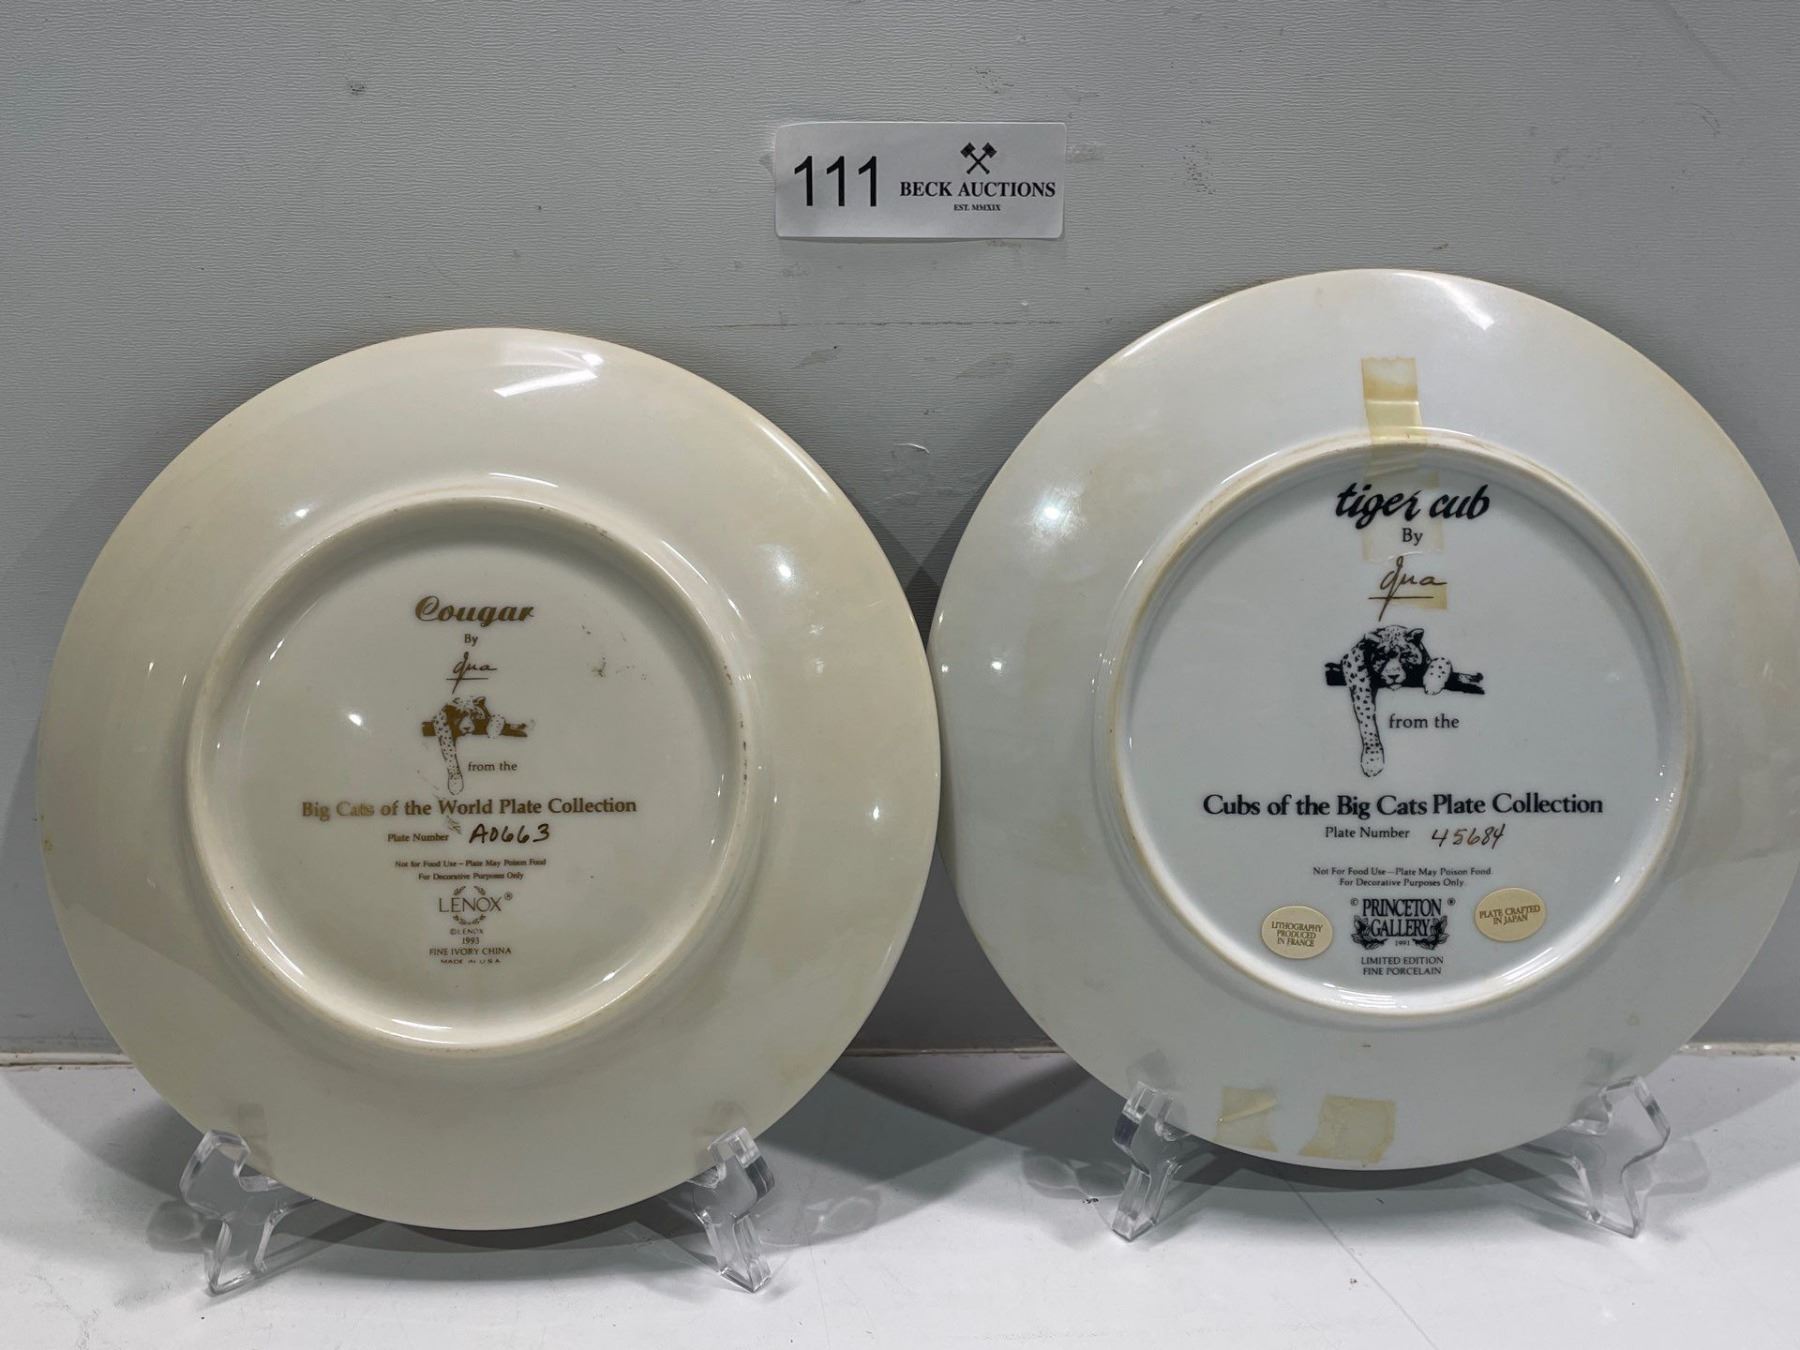 111
BECK AUCTIONS
EST. MMXIX
Cougar
By
Qua
from the
Big Cats of the World Plate Collection
Plate Number A0663
Not for Food Use – Plate May Poison Food
For Decorative Purposes Only
LENOX®
© LENOX
1993
FINE IVORY CHINA
MADE IN U.S.A.
tiger cub
By
Qua
from the
Cubs of the Big Cats Plate Collection
Plate Number 45684
Not For Food Use—Plate May Poison Food
For Decorative Purposes Only
LITHOGRAPHY
PRODUCED
IN FRANCE
© PRINCETON ®
GALLERY
1991
LIMITED EDITION
FINE PORCELAIN
PLATE CRAFTED
IN JAPAN